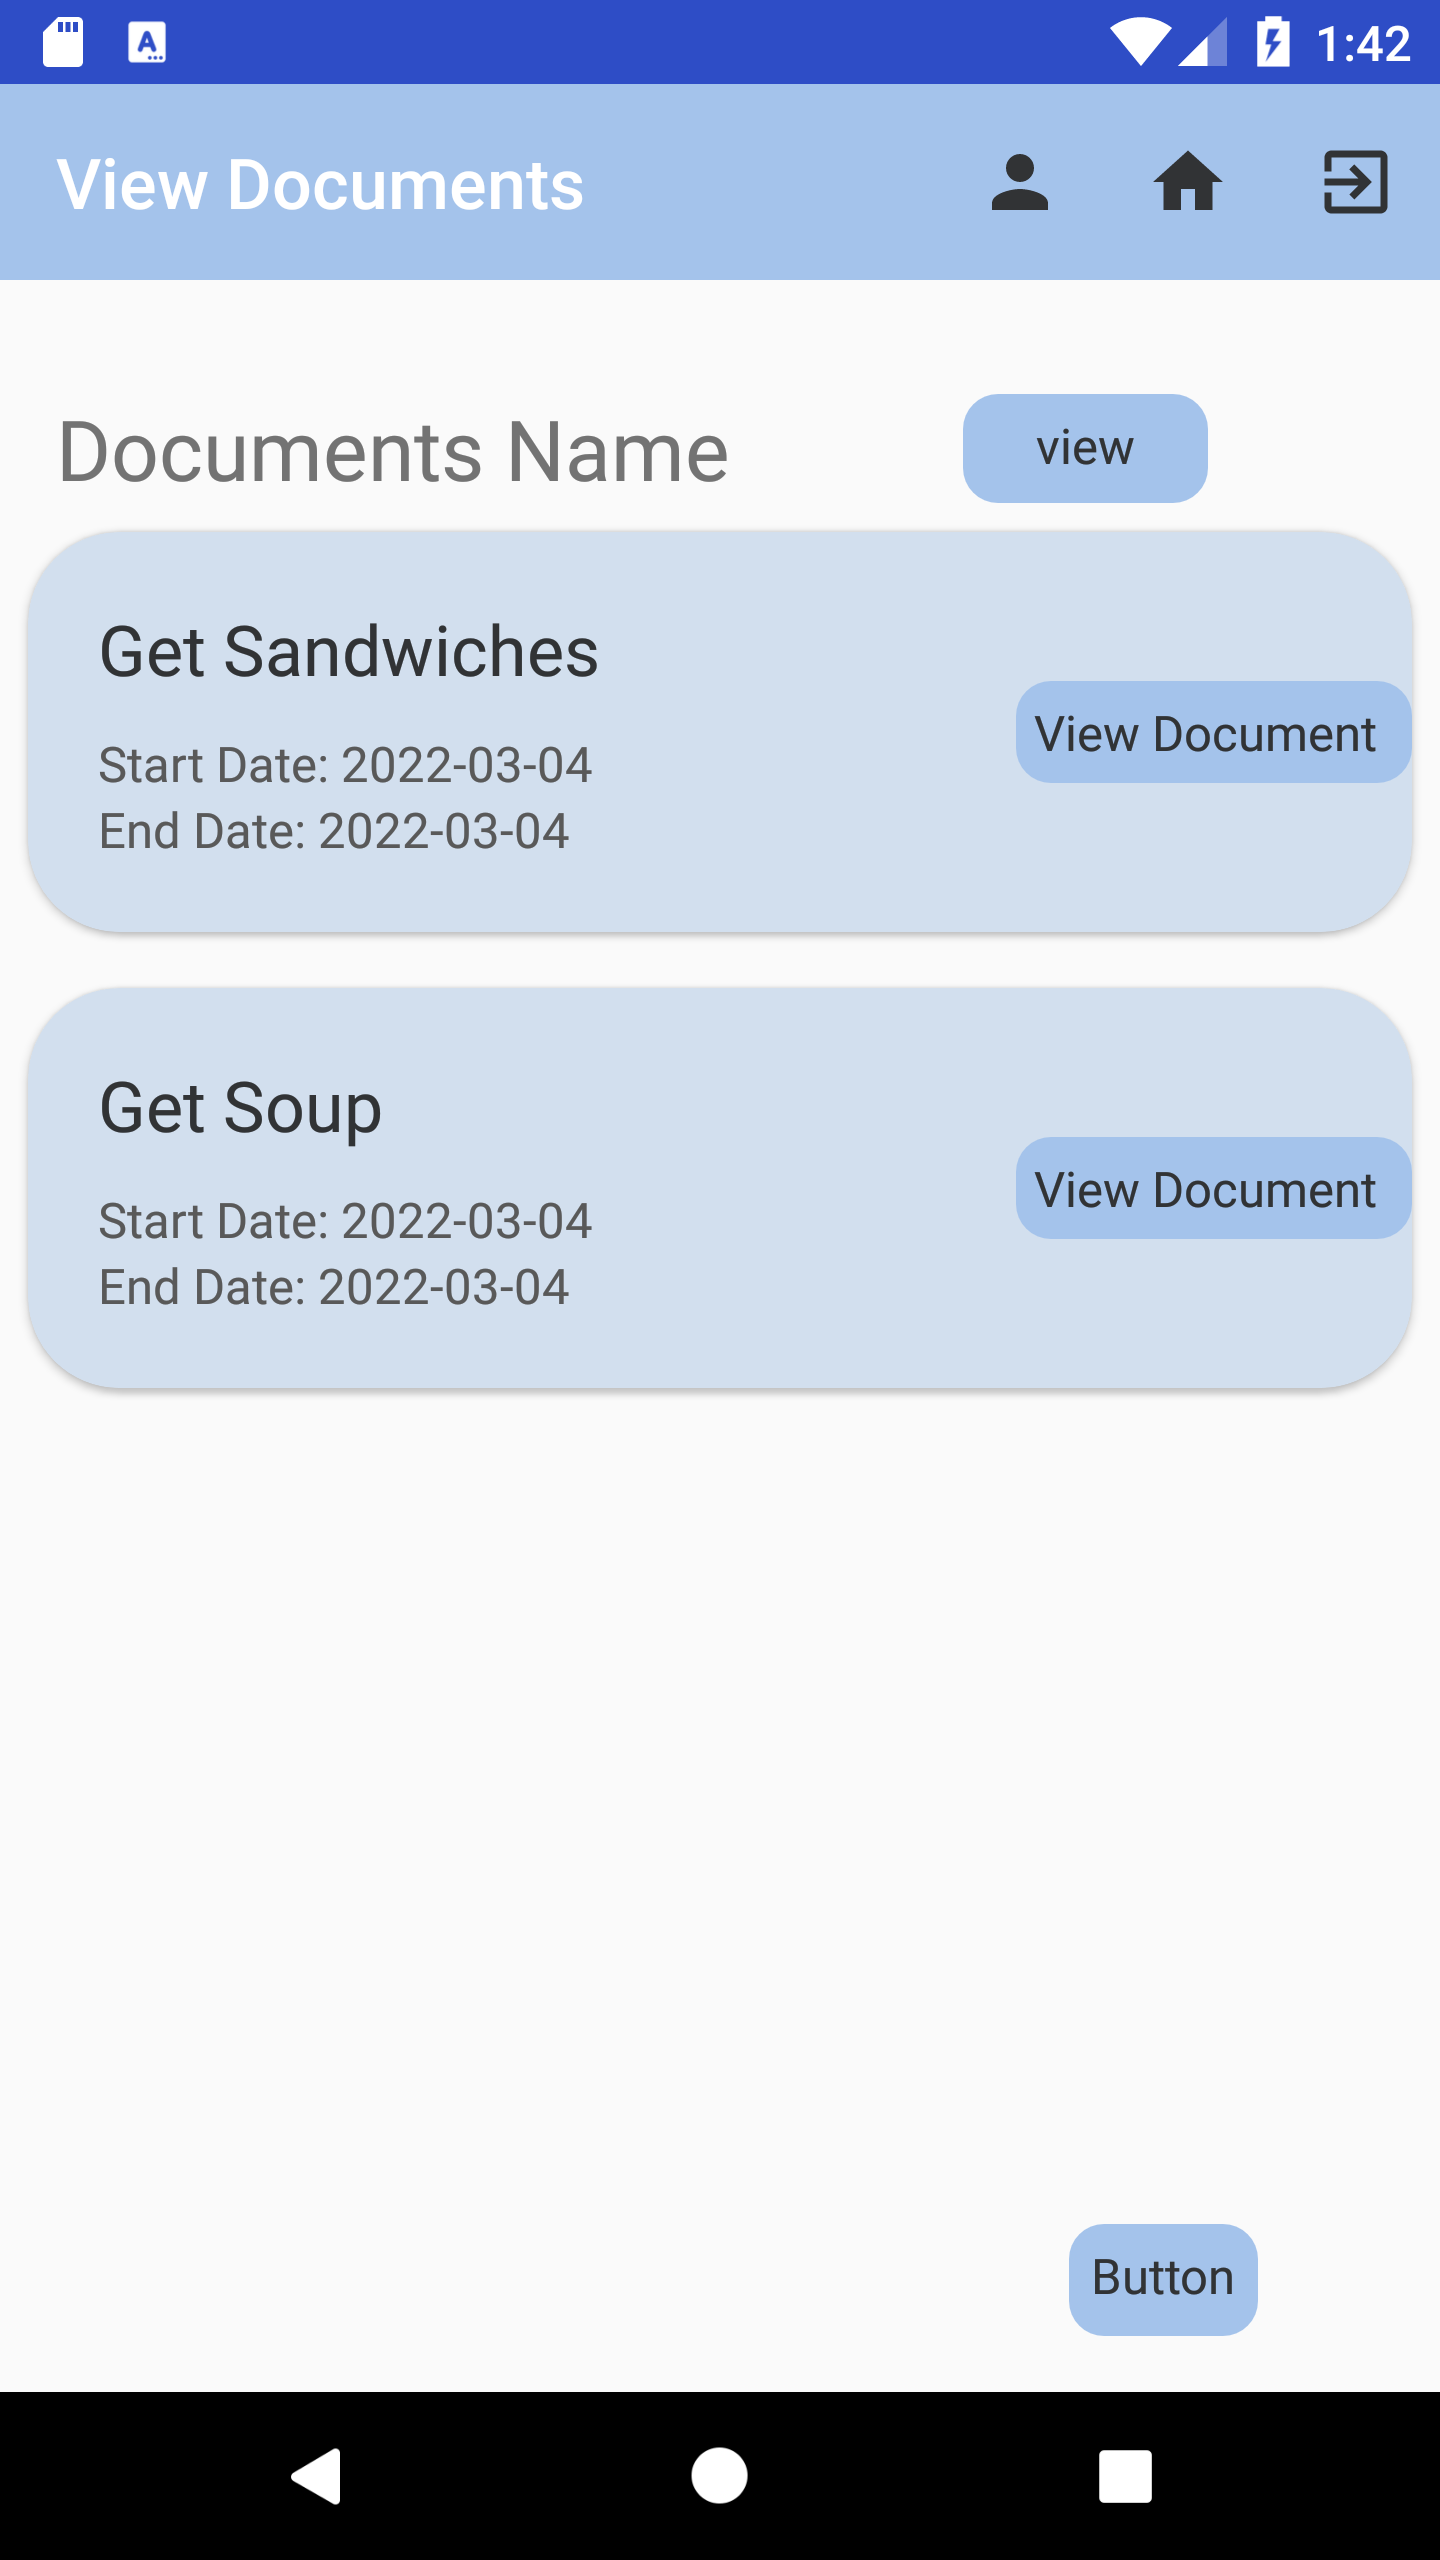 1:42
View Documents
Documents Name
view
Get Sandwiches
Start Date: 2022-03-04
End Date: 2022-03-04
View Document
Get Soup
Start Date: 2022-03-04
End Date: 2022-03-04
View Document
Button